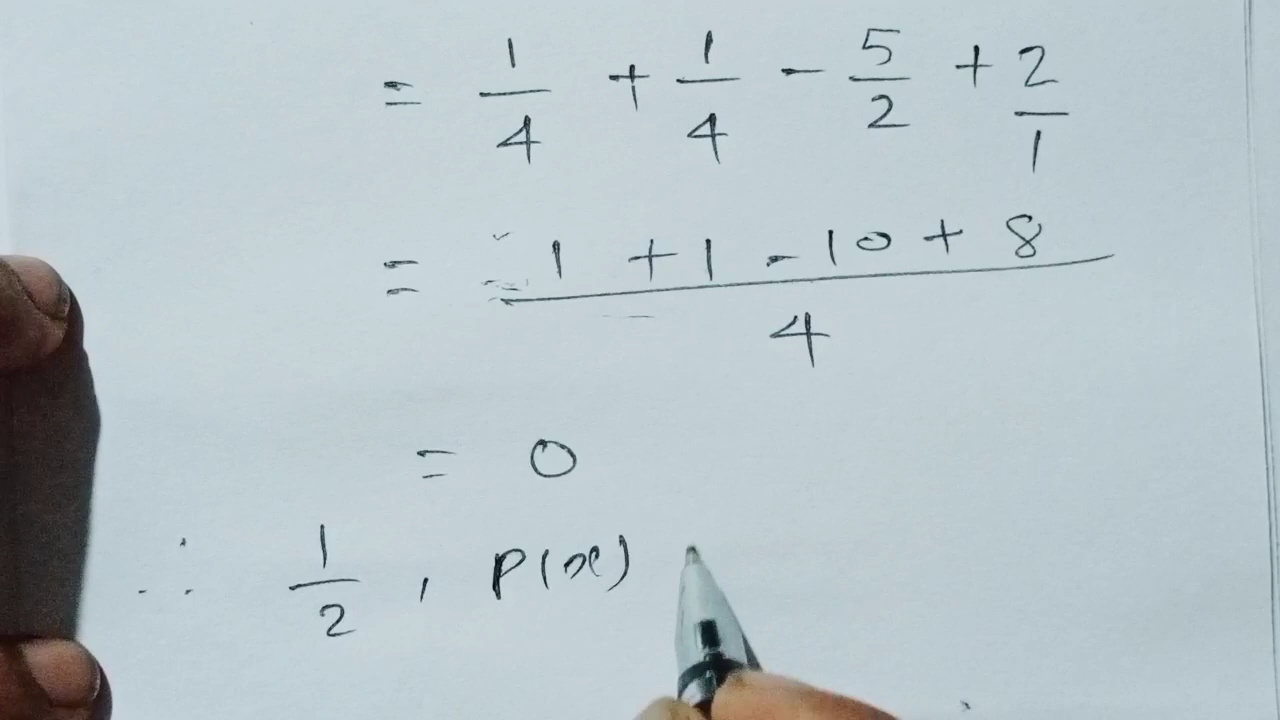 = 1/4 + 1/4 - 5/2 + 2/1
= 1 + 1 - 10 + 8 / 4
= 0
∴ 1/2, P(x)